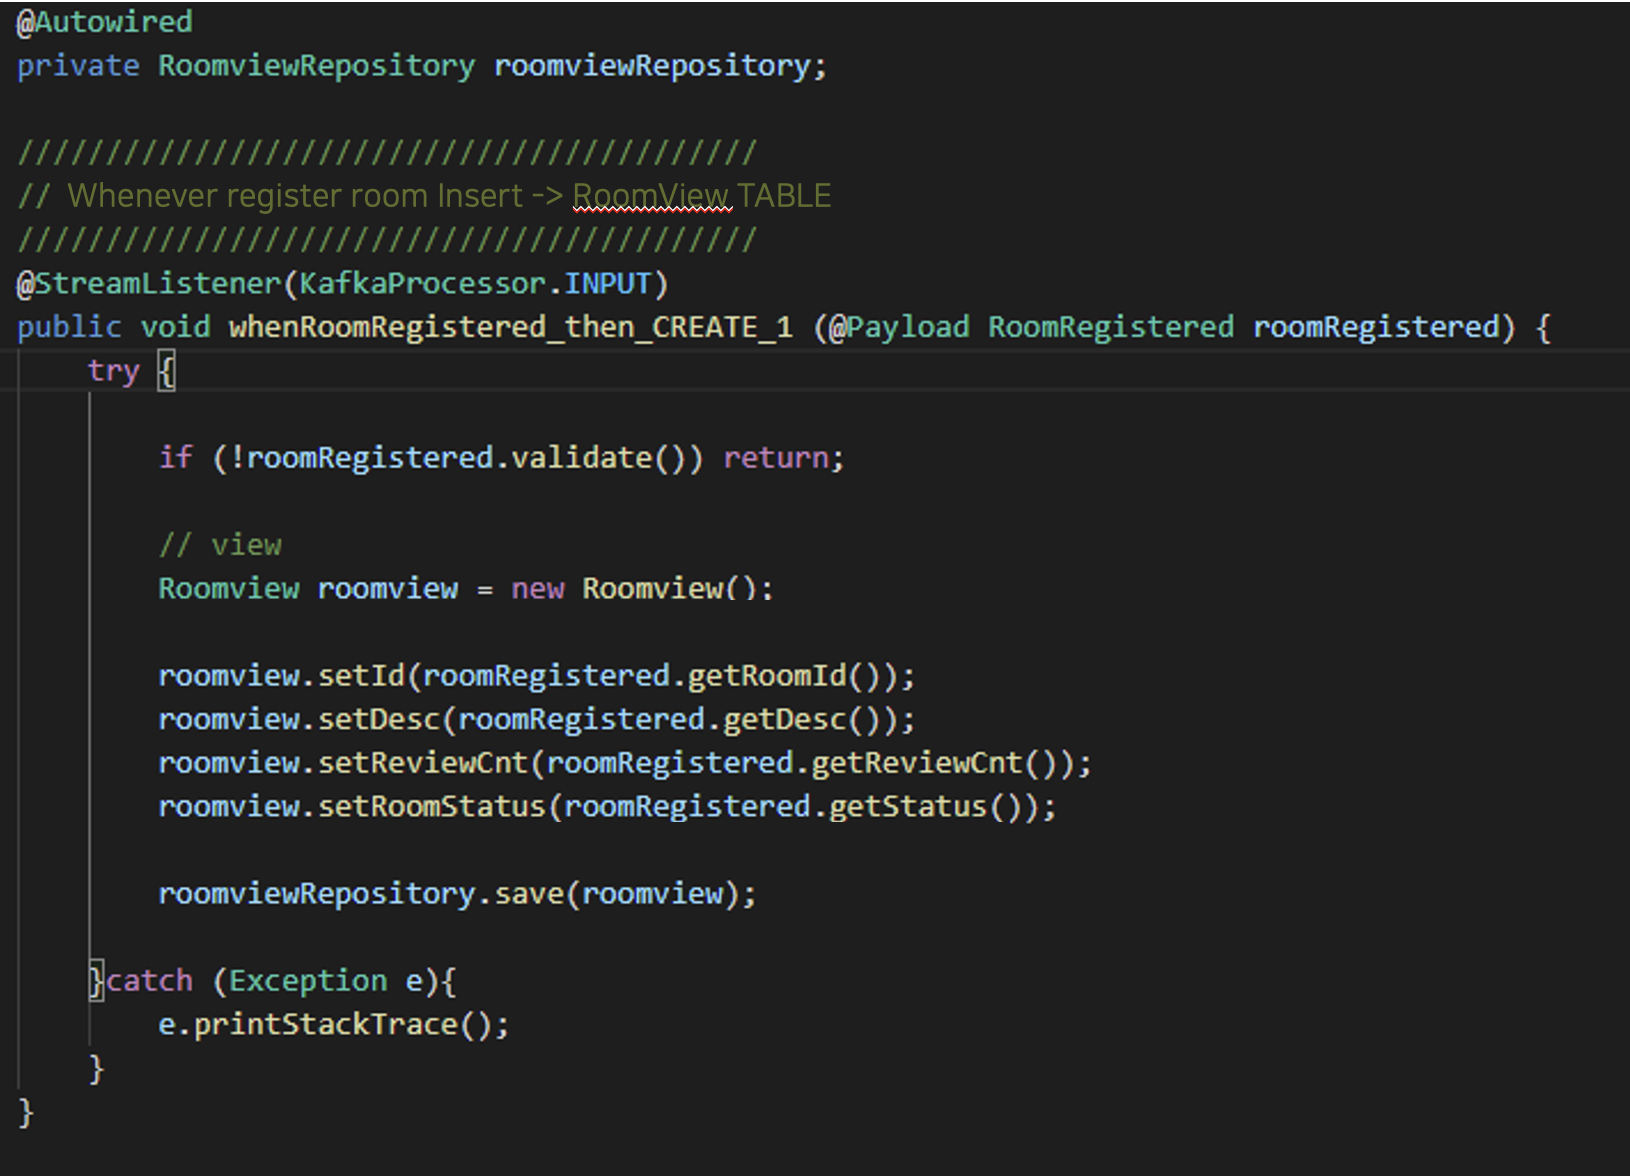 @Autowired
private RoomviewRepository roomviewRepository;
//////////////////////////////////////////
// Whenever register room Insert -> RoomView TABLE
//////////////////////////////////////////
@StreamListener(KafkaProcessor.INPUT)
public void whenRoomRegistered_then_CREATE_1 (@Payload RoomRegistered roomRegistered) {
try {
if (!roomRegistered.validate()) return;
// view
Roomview roomview = new Roomview();
roomview.setId(roomRegistered.getRoomId());
roomview.setDesc(roomRegistered.getDesc());
roomview.setReviewCnt(roomRegistered.getReviewCnt());
roomview.setRoomStatus(roomRegistered.getStatus());
roomviewRepository.save(roomview);
}catch (Exception e){
e.printStackTrace();
}
}